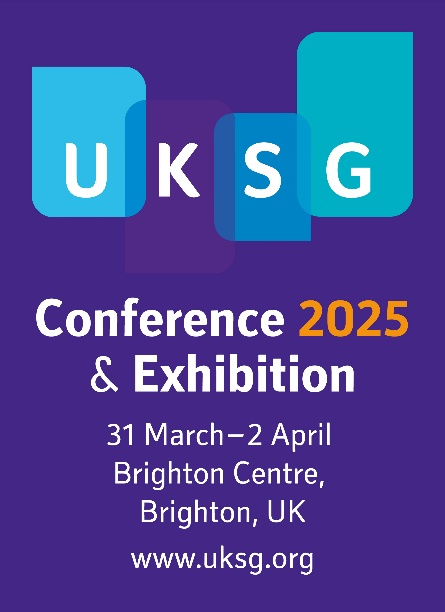 UKSG
Conference 2025
& Exhibition
31 March–2 April
Brighton Centre,
Brighton, UK
www.uksg.org